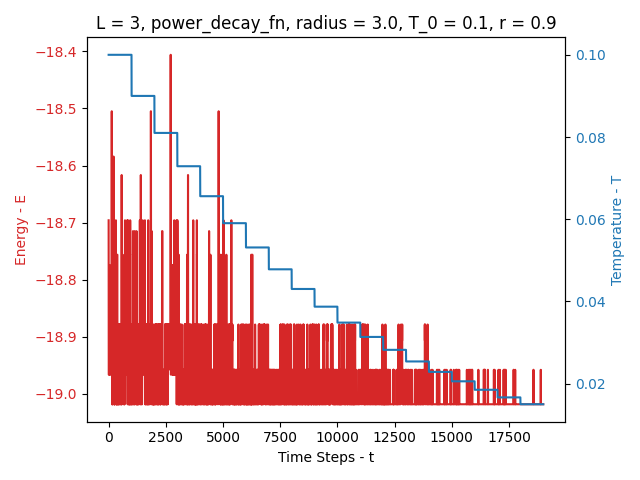 L = 3, power_decay_fn, radius = 3.0, T_0 = 0.1, r = 0.9
−18.4
−18.5
−18.6
−18.7
−18.8
−18.9
−19.0
Energy - E
0.10
0.08
0.06
0.04
0.02
Temperature - T
0 2500 5000 7500 10000 12500 15000 17500
Time Steps - t